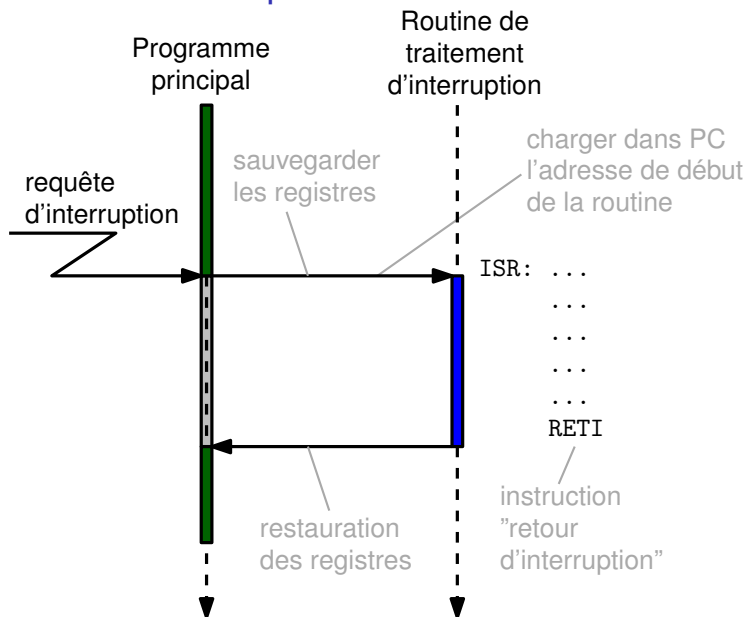 Programme
principal
Routine de
traitement
d'interruption
requête
d'interruption
sauvegarder
les registres
charger dans PC
l'adresse de début
de la routine
ISR: ...
...
...
...
...
RETI
restauration
des registres
instruction
"retour
d'interruption"